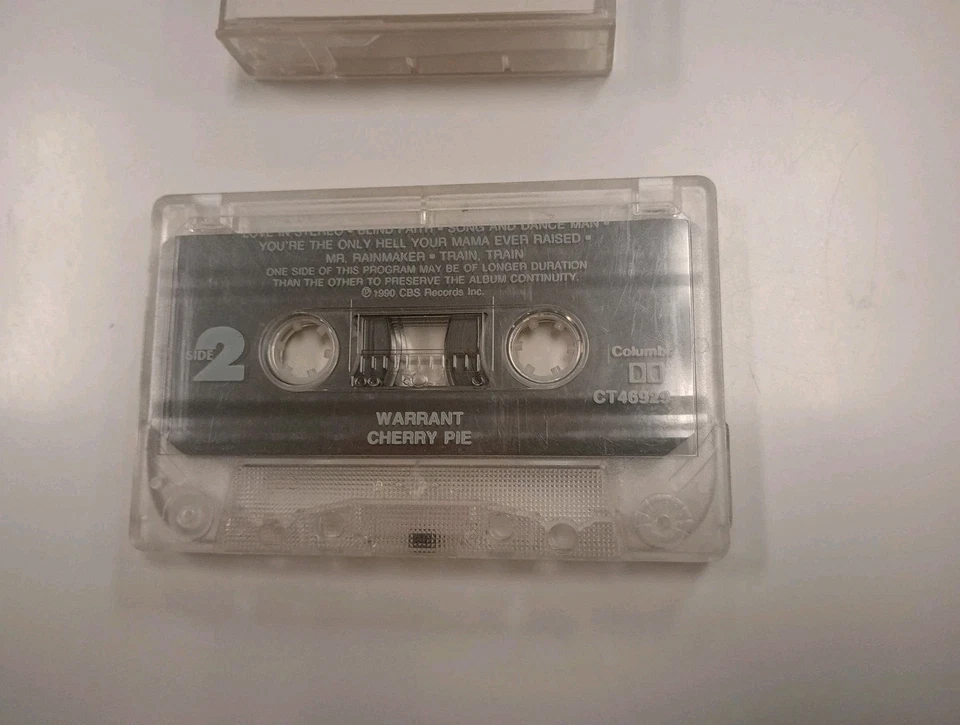 IN STEREO • BLIND FAITH • SONG AND DANCE MAN •
YOU'RE THE ONLY HELL YOUR MAMA EVER RAISED •
MR. RAINMAKER • TRAIN, TRAIN
ONE SIDE OF THIS PROGRAM MAY BE OF LONGER DURATION
THAN THE OTHER TO PRESERVE THE ALBUM CONTINUITY.
℗ 1990 CBS Records Inc.
SIDE 2
Columbia
CT46929
WARRANT
CHERRY PIE